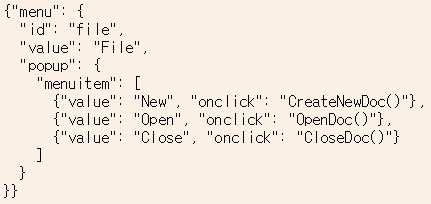 {"menu": {
  "id": "file",
  "value": "File",
  "popup": {
    "menuitem": [
      {"value": "New", "onclick": "CreateNewDoc()"},
      {"value": "Open", "onclick": "OpenDoc()"},
      {"value": "Close", "onclick": "CloseDoc()"}
    ]
  }
}}